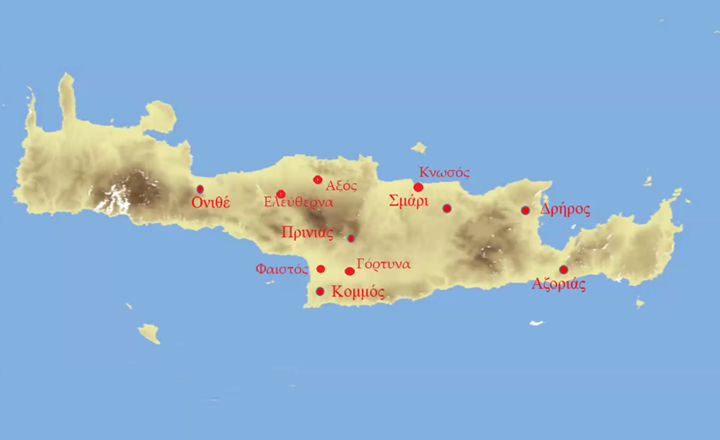 Κνωσός
Αξός
Ονιθέ
Ελεύθερνα
Σμάρι
Δρήρος
Πρινιάς
Φαιστός
Γόρτυνα
Αζοριάς
Κομμός